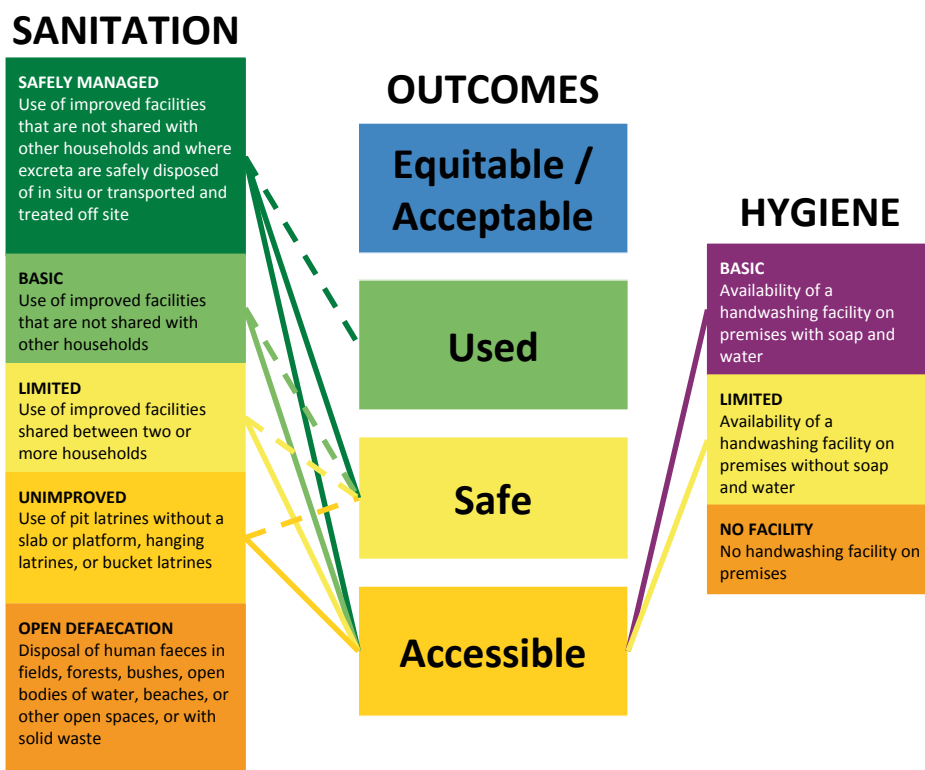 SANITATION
SAFELY MANAGED
Use of improved facilities
that are not shared with
other households and where
excreta are safely disposed
of in situ or transported and
treated off site
BASIC
Use of improved facilities
that are not shared with
other households
LIMITED
Use of improved facilities
shared between two or
more households
UNIMPROVED
Use of pit latrines without a
slab or platform, hanging
latrines, or bucket latrines
OPEN DEFAECATION
Disposal of human faeces in
fields, forests, bushes, open
bodies of water, beaches, or
other open spaces, or with
solid waste
OUTCOMES
Equitable /
Acceptable
Used
Safe
Accessible
HYGIENE
BASIC
Availability of a
handwashing facility on
premises with soap and
water
LIMITED
Availability of a
handwashing facility on
premises without soap
and water
NO FACILITY
No handwashing facility on
premises